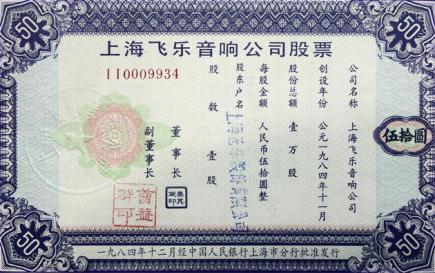 50
50
上海飞乐音响公司股票
II0009934
公司名称 上海飞乐音响公司
创设年份 公元一九八四年十一月
股份总额 壹万股
每股金额 人民币伍拾圆整
股东户名
股数 壹股
董事长
副董事长
伍拾圆
50
50
一九八四年十二月经中国人民银行上海市分行批准发行